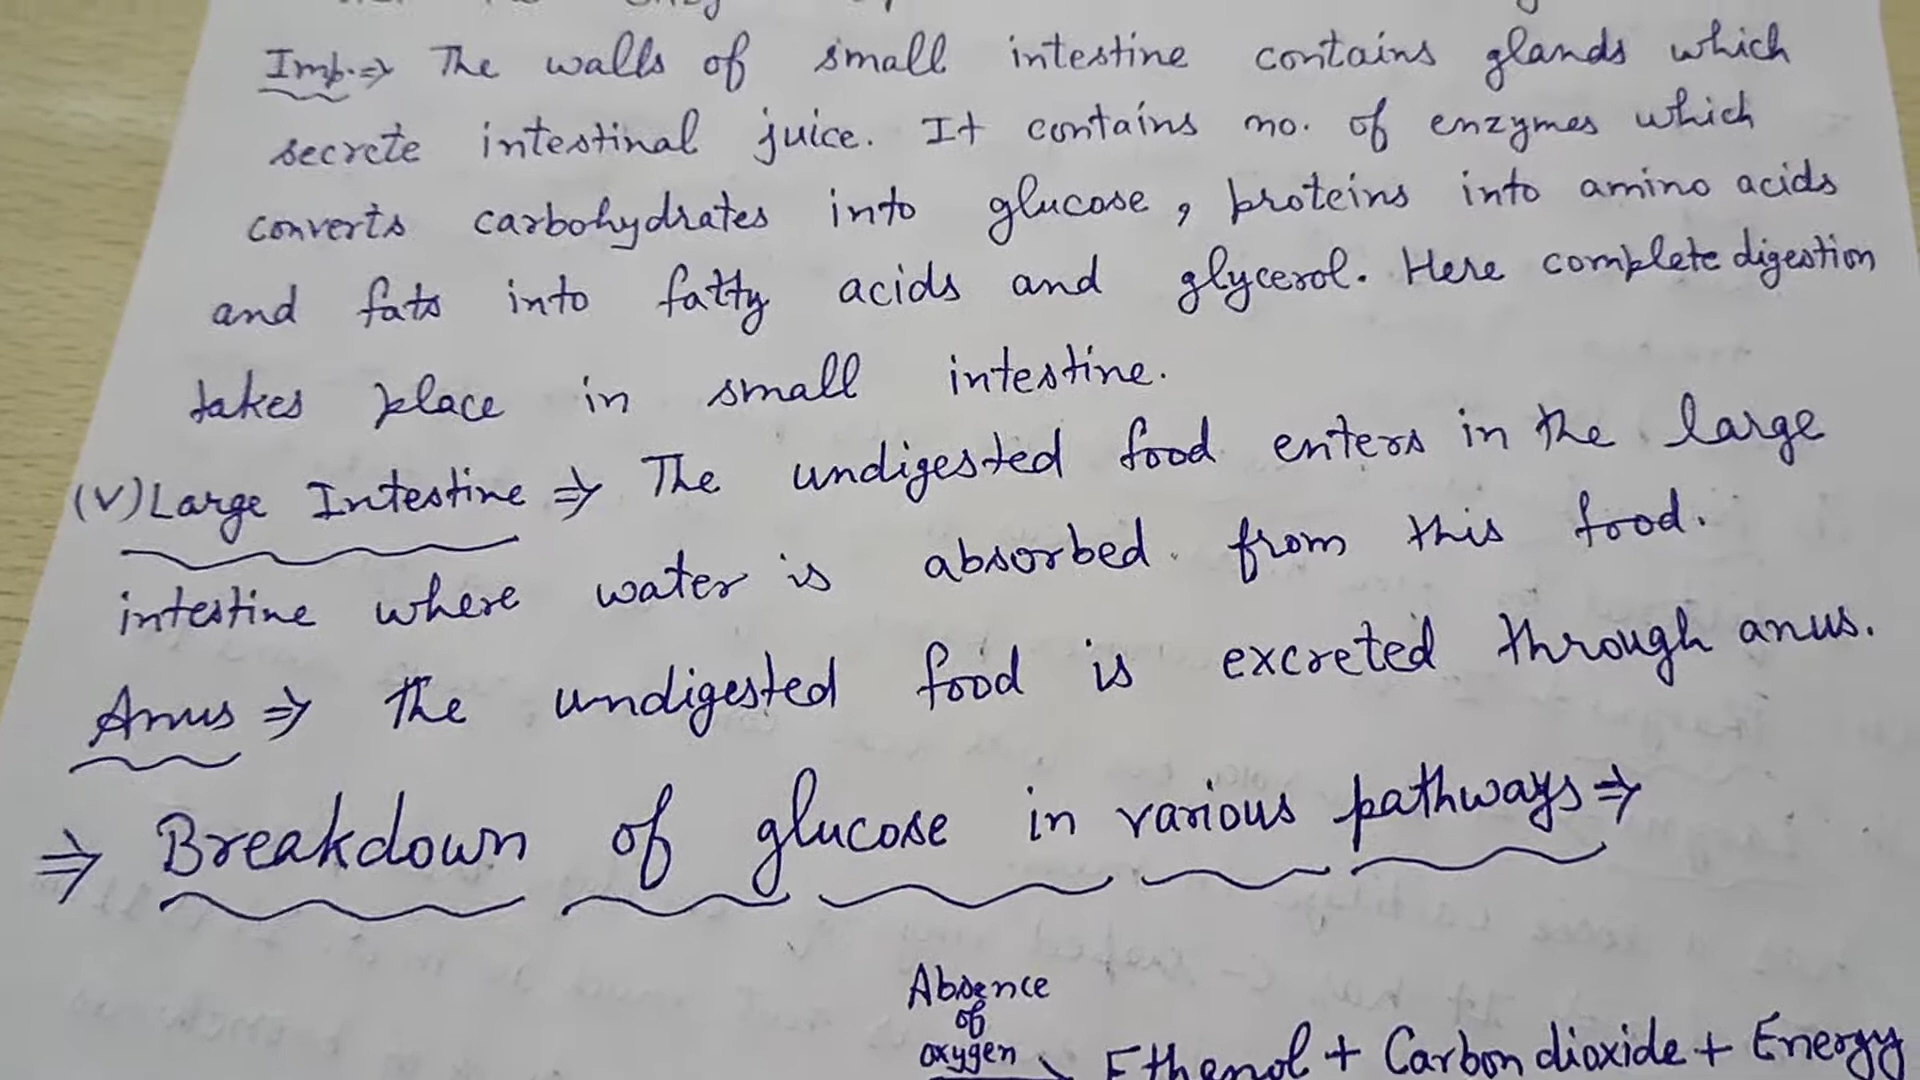 Imp. ⇒ The walls of small intestine contains glands which
secrete intestinal juice. It contains no. of enzymes which
converts carbohydrates into glucose, proteins into amino acids
and fats into fatty acids and glycerol. Here complete digestion
takes place in small intestine.
(V) Large Intestine ⇒ The undigested food enters in the large
intestine where water is absorbed from this food.
Anus ⇒ The undigested food is excreted through anus.
⇒ Breakdown of glucose in various pathways ⇒
Absence
of
oxygen
Ethanol + Carbon dioxide + Energy